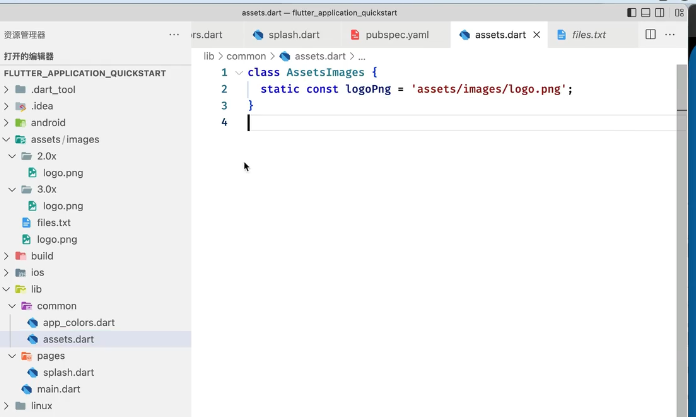 assets.dart — flutter_application_quickstart
资源管理器
rs.dart
splash.dart
pubspec.yaml
assets.dart
files.txt
打开的编辑器
lib > common > assets.dart > ...
FLUTTER_APPLICATION_QUICKSTART
.dart_tool
.idea
android
assets/images
2.0x
logo.png
3.0x
logo.png
files.txt
logo.png
build
ios
lib
common
app_colors.dart
assets.dart
pages
splash.dart
main.dart
linux
1 class AssetsImages {
2 static const logoPng = 'assets/images/logo.png';
3 }
4